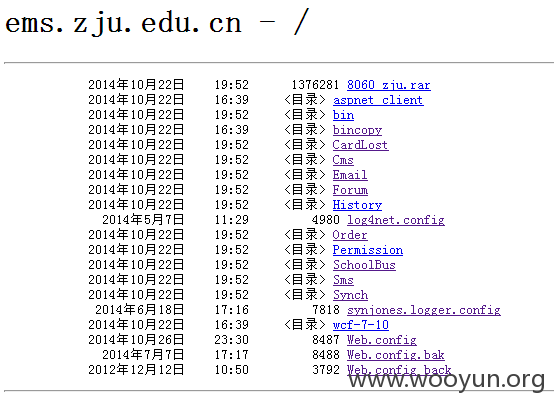 ems.zju.edu.cn - /
2014年10月22日 19:52 1376281 8060_zju.rar
2014年10月22日 16:39 <目录> aspnet_client
2014年10月22日 19:52 <目录> bin
2014年10月22日 16:39 <目录> bincopy
2014年10月22日 19:52 <目录> CardLost
2014年10月22日 19:52 <目录> Cms
2014年10月22日 19:52 <目录> Email
2014年10月22日 19:52 <目录> Forum
2014年10月22日 19:52 <目录> History
2014年5月7日 11:29 4980 log4net.config
2014年10月22日 19:52 <目录> Order
2014年10月22日 19:52 <目录> Permission
2014年10月22日 19:52 <目录> SchoolBus
2014年10月22日 19:52 <目录> Sms
2014年10月22日 19:52 <目录> Synch
2014年6月18日 17:16 7818 synjones.logger.config
2014年10月22日 16:39 <目录> wcf-7-10
2014年10月26日 23:30 8487 Web.config
2014年7月7日 17:17 8488 Web.config.bak
2012年12月12日 10:50 3792 Web.config_back
www.wooyun.org